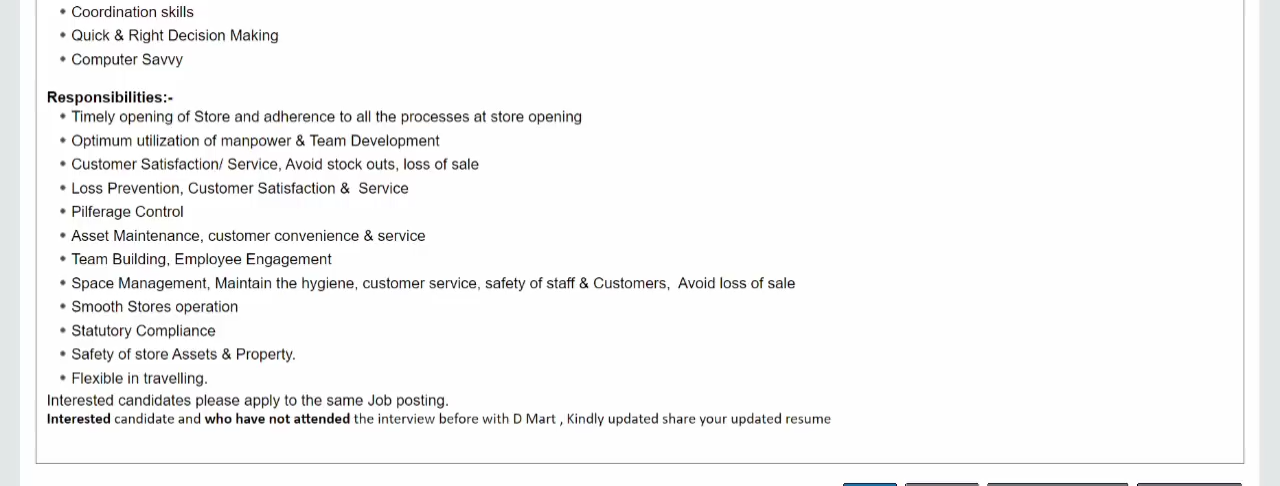 • Coordination skills
• Quick & Right Decision Making
• Computer Savvy
Responsibilities:-
• Timely opening of Store and adherence to all the processes at store opening
• Optimum utilization of manpower & Team Development
• Customer Satisfaction/ Service, Avoid stock outs, loss of sale
• Loss Prevention, Customer Satisfaction &  Service
• Pilferage Control
• Asset Maintenance, customer convenience & service
• Team Building, Employee Engagement
• Space Management, Maintain the hygiene, customer service, safety of staff & Customers,  Avoid loss of sale
• Smooth Stores operation
• Statutory Compliance
• Safety of store Assets & Property.
• Flexible in travelling.
Interested candidates please apply to the same Job posting.
Interested candidate and who have not attended the interview before with D Mart , Kindly updated share your updated resume